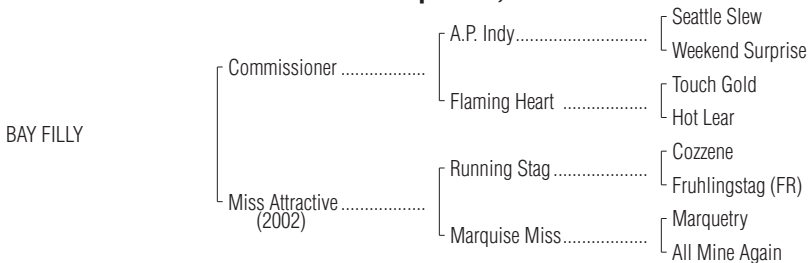 Seattle Slew
A.P. Indy
Weekend Surprise
Commissioner
Touch Gold
Flaming Heart
Hot Lear
BAY FILLY
Cozzene
Running Stag
Fruhlingstag (FR)
Miss Attractive
(2002)
Marquetry
Marquise Miss
All Mine Again